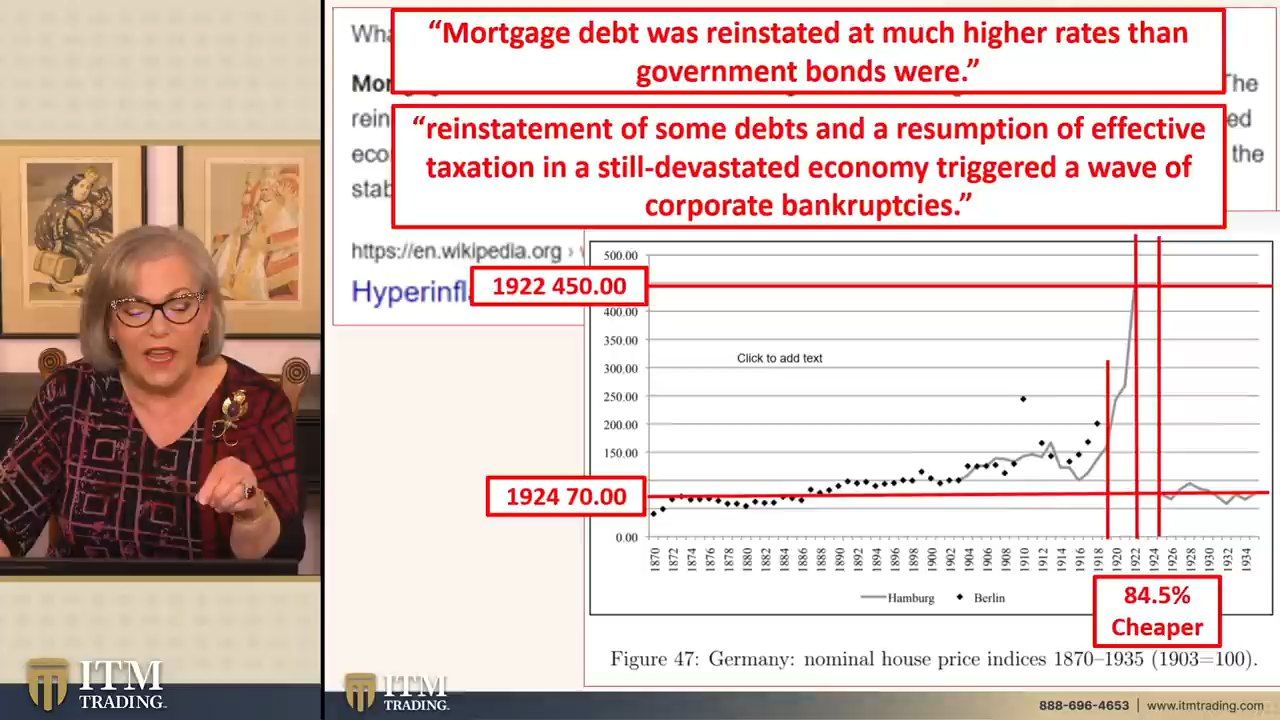 “Mortgage debt was reinstated at much higher rates than
government bonds were.”
“reinstatement of some debts and a resumption of effective
taxation in a still-devastated economy triggered a wave of
corporate bankruptcies.”
The
ed
the
https://en.wikipedia.org ›
Hyperinfl
1922 450.00
1924 70.00
500.00
400.00
350.00
300.00
250.00
200.00
150.00
0.00
Click to add text
1870 1872 1874 1876 1878 1880 1882 1884 1886 1888 1890 1892 1894 1896 1898 1900 1902 1904 1906 1908 1910 1912 1914 1916 1918 1920 1922 1924 1926 1928 1930 1932 1934
Hamburg Berlin
84.5%
Cheaper
Figure 47: Germany: nominal house price indices 1870–1935 (1903=100).
ITM
TRADING
ITM
TRADING
888-696-4653 | www.itmtrading.com